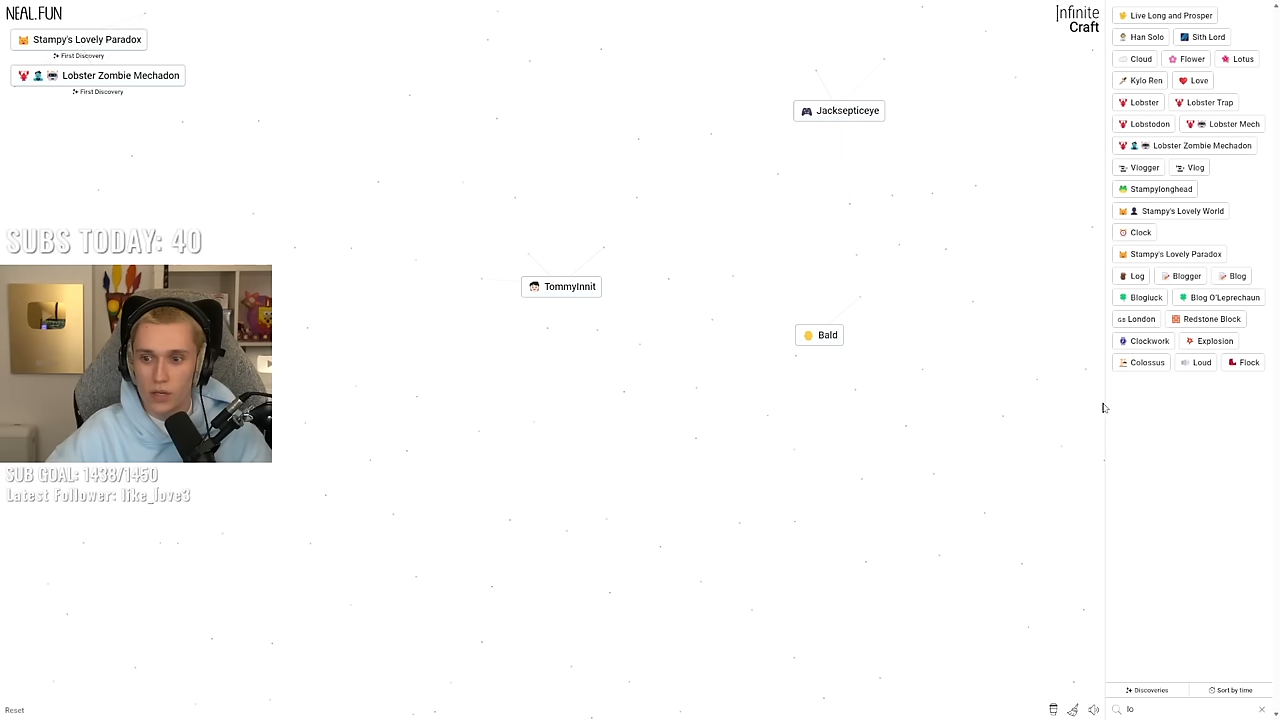 NEAL.FUN
Stampy's Lovely Paradox
First Discovery
Lobster Zombie Mechadon
First Discovery
Infinite
Craft
Jacksepticeye
TommyInnit
Bald
SUBS TODAY: 40
SUB GOAL: 1438/1450
Latest Follower: like_love3
Reset
Live Long and Prosper
Han Solo Sith Lord
Cloud Flower Lotus
Kylo Ren Love
Lobster Lobster Trap
Lobstodon Lobster Mech
Lobster Zombie Mechadon
Vlogger Vlog
Stampylonghead
Stampy's Lovely World
Clock
Stampy's Lovely Paradox
Log Blogger Blog
Blogluck Blog O'Leprechaun
GB London Redstone Block
Clockwork Explosion
Colossus Loud Flock
Discoveries Sort by time
lo